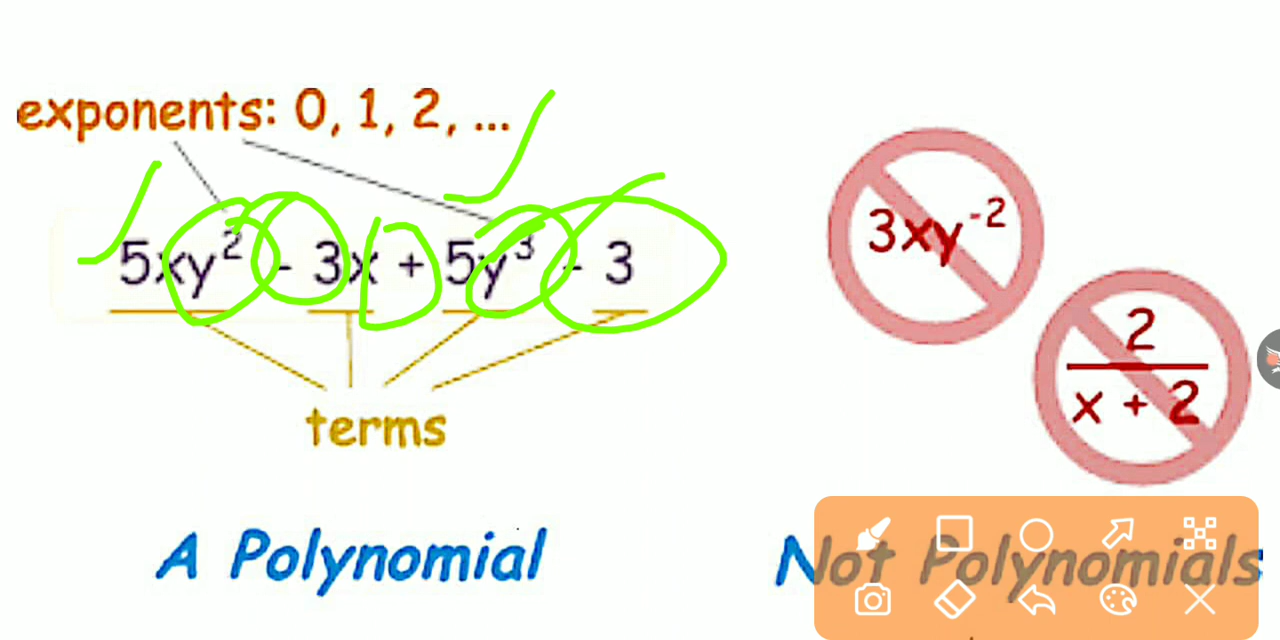 exponents: 0, 1, 2, ...
5xy² - 3x + 5y³ - 3
terms
A Polynomial
3xy⁻²
2
x + 2
Not Polynomials